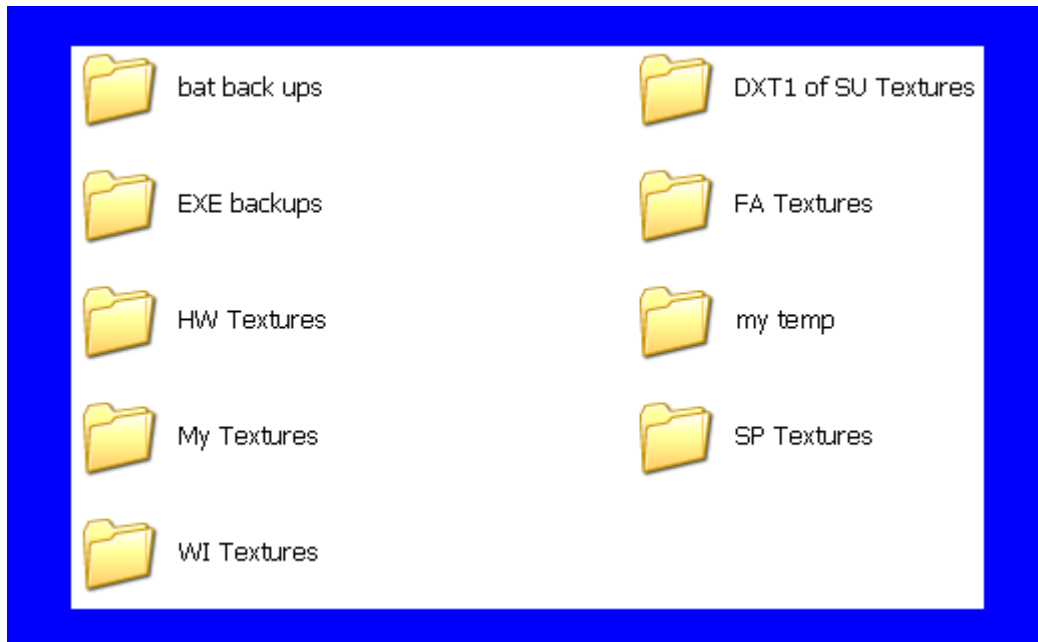 bat back ups
DXT1 of SU Textures
EXE backups
FA Textures
HW Textures
my temp
My Textures
SP Textures
WI Textures